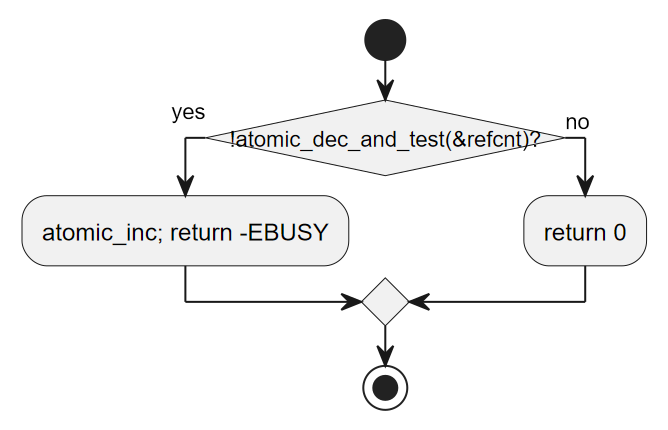 yes
!atomic_dec_and_test(&refcnt)?
no
atomic_inc; return -EBUSY
return 0